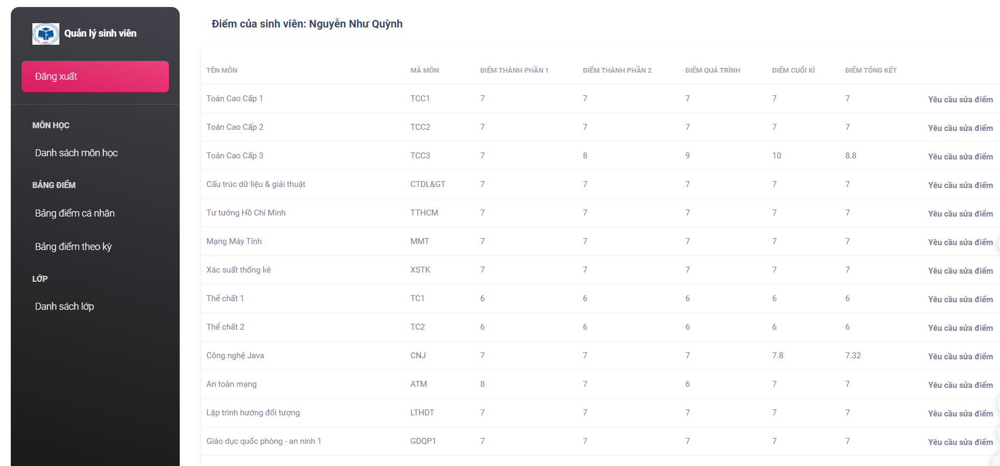 Quản lý sinh viên
Đăng xuất
MÔN HỌC
Danh sách môn học
BẢNG ĐIỂM
Bảng điểm cá nhân
Bảng điểm theo kỳ
LỚP
Danh sách lớp
Điểm của sinh viên: Nguyễn Như Quỳnh
TÊN MÔN MÃ MÔN ĐIỂM THÀNH PHẦN 1 ĐIỂM THÀNH PHẦN 2 ĐIỂM QUÁ TRÌNH ĐIỂM CUỐI KÌ ĐIỂM TỔNG KẾT
Toán Cao Cấp 1 TCC1 7 7 7 7 7 Yêu cầu sửa điểm
Toán Cao Cấp 2 TCC2 7 7 7 7 7 Yêu cầu sửa điểm
Toán Cao Cấp 3 TCC3 7 8 9 10 8.8 Yêu cầu sửa điểm
Cấu trúc dữ liệu & giải thuật CTDL&GT 7 7 7 7 7 Yêu cầu sửa điểm
Tư tưởng Hồ Chí Minh TTHCM 7 7 7 7 7 Yêu cầu sửa điểm
Mạng Máy Tính MMT 7 7 7 7 7 Yêu cầu sửa điểm
Xác suất thống kê XSTK 7 7 7 7 7 Yêu cầu sửa điểm
Thể chất 1 TC1 6 6 6 6 6 Yêu cầu sửa điểm
Thể chất 2 TC2 6 6 6 6 6 Yêu cầu sửa điểm
Công nghệ Java CNJ 7 7 7 7.8 7.32 Yêu cầu sửa điểm
An toàn mạng ATM 8 7 6 7 7 Yêu cầu sửa điểm
Lập trình hướng đối tượng LTHDT 7 7 7 7 7 Yêu cầu sửa điểm
Giáo dục quốc phòng - an ninh 1 GDQP1 7 7 7 7 7 Yêu cầu sửa điểm